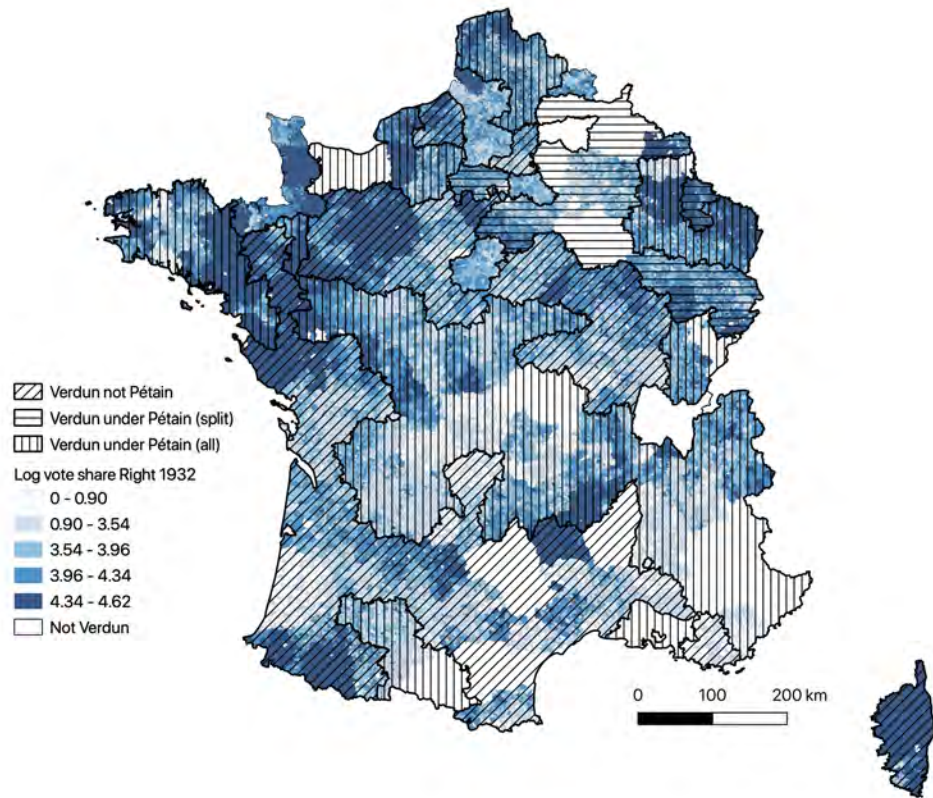 Verdun not Pétain
Verdun under Pétain (split)
Verdun under Pétain (all)
Log vote share Right 1932
0 - 0.90
0.90 - 3.54
3.54 - 3.96
3.96 - 4.34
4.34 - 4.62
Not Verdun
0 100 200 km